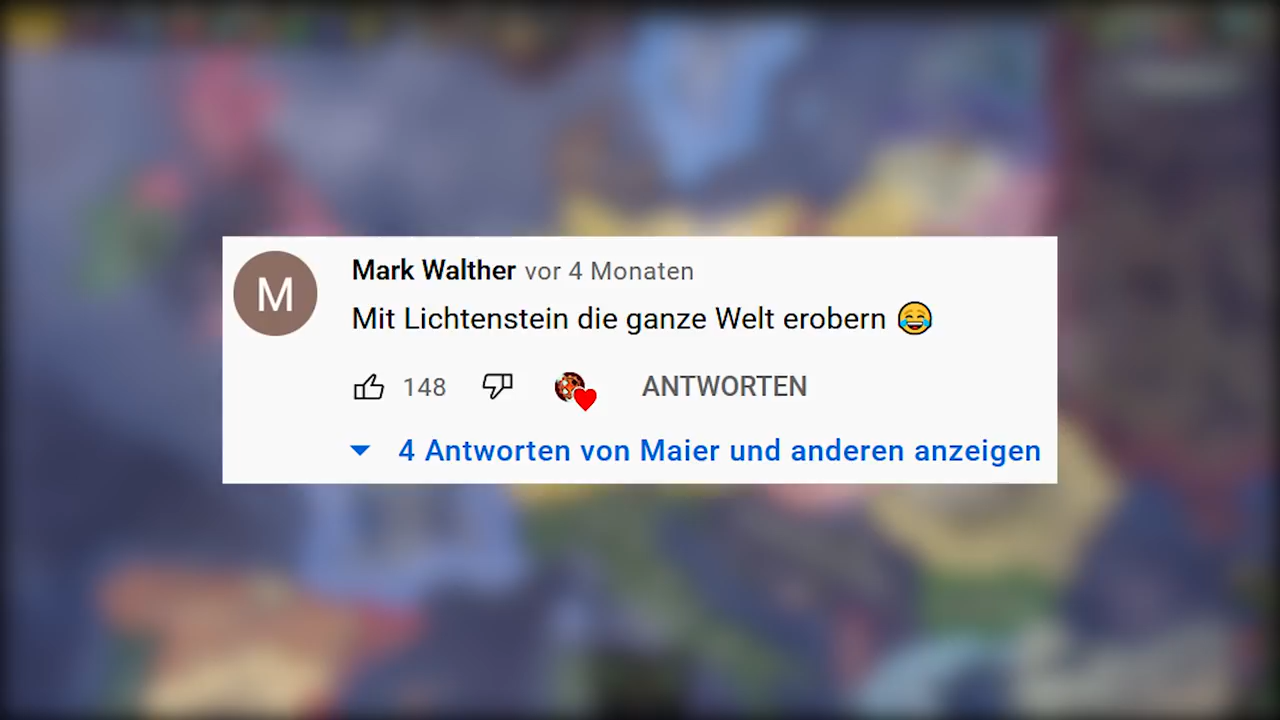 M
Mark Walther vor 4 Monaten
Mit Lichtenstein die ganze Welt erobern 😂
148 ANTWORTEN
4 Antworten von Maier und anderen anzeigen